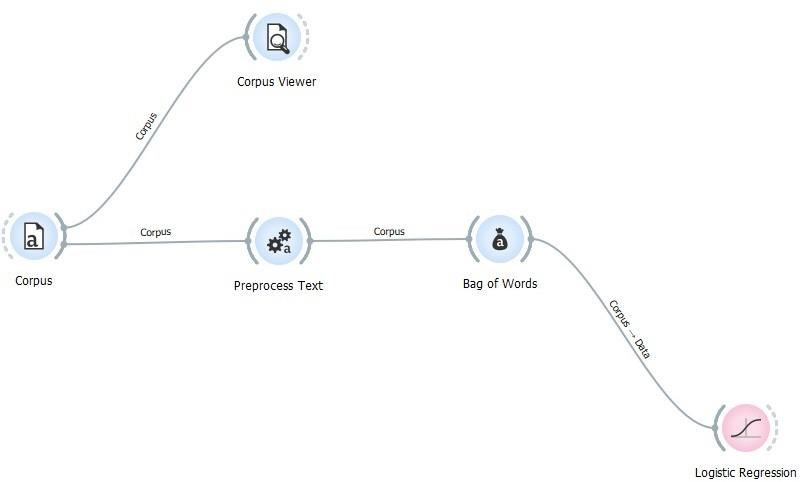 Corpus Viewer
Corpus
Corpus
Corpus
Corpus
Preprocess Text
Bag of Words
Corpus → Data
Logistic Regression